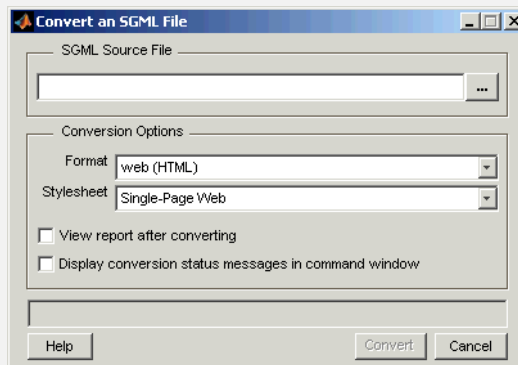 Convert an SGML File
SGML Source File
...
Conversion Options
Format web (HTML)
Stylesheet Single-Page Web
View report after converting
Display conversion status messages in command window
Help Convert Cancel